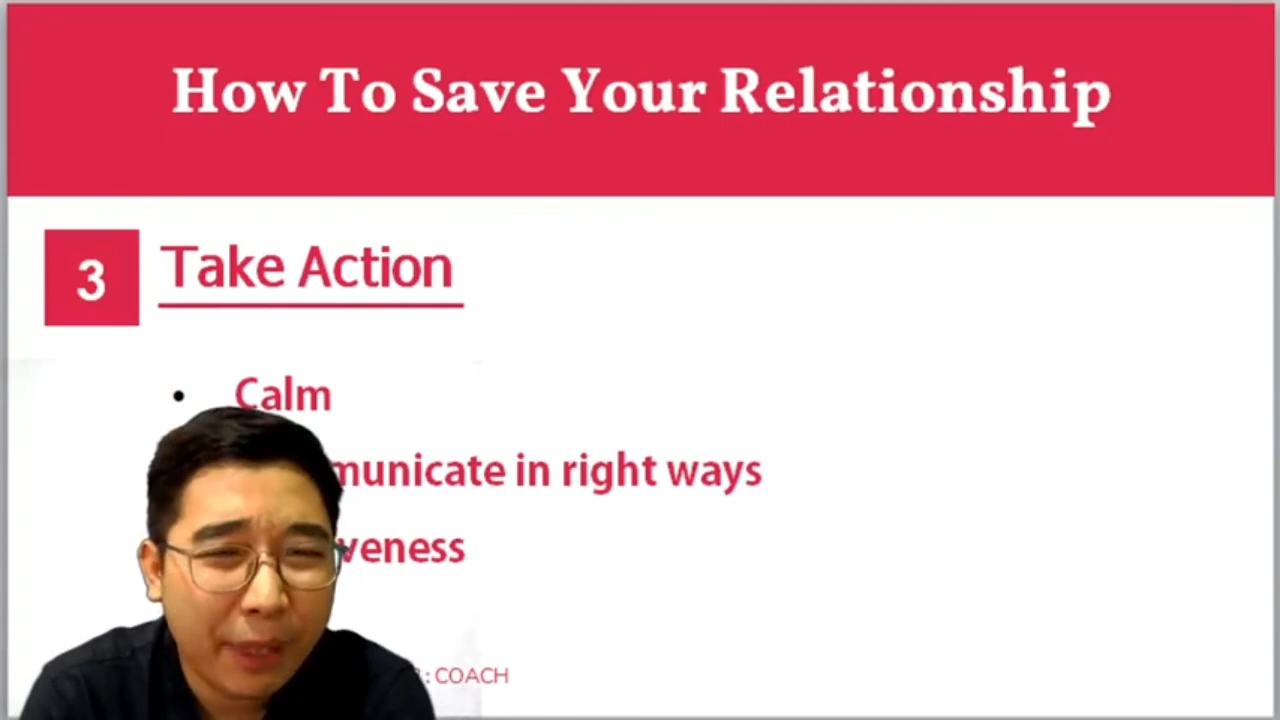 How To Save Your Relationship
3
Take Action
• Calm
municate in right ways
veness
: COACH